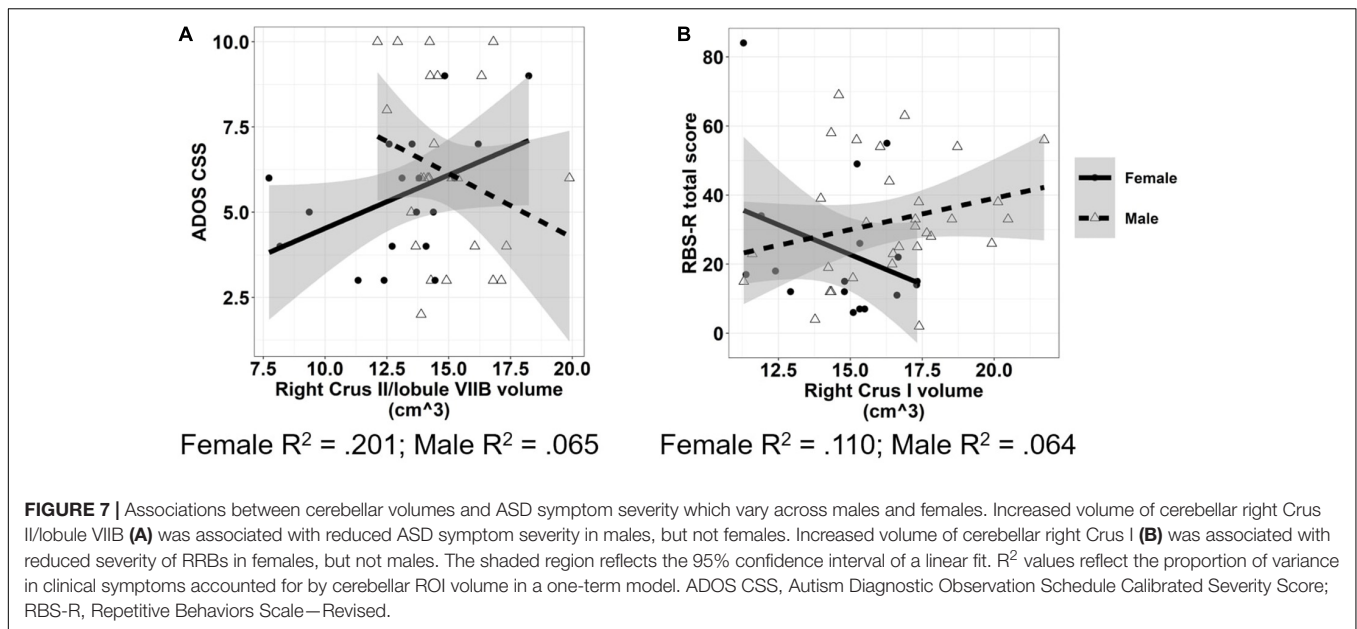 A
10.0
7.5
5.0
2.5
ADOS CSS
7.5 10.0 12.5 15.0 17.5 20.0
Right Crus II/lobule VIIB volume
(cm^3)
Female R² = .201; Male R² = .065
B
80
60
40
20
0
RBS-R total score
12.5 15.0 17.5 20.0
Right Crus I volume
(cm^3)
Female R² = .110; Male R² = .064
Female
Male
FIGURE 7 | Associations between cerebellar volumes and ASD symptom severity which vary across males and females. Increased volume of cerebellar right Crus
II/lobule VIIB (A) was associated with reduced ASD symptom severity in males, but not females. Increased volume of cerebellar right Crus I (B) was associated with
reduced severity of RRBs in females, but not males. The shaded region reflects the 95% confidence interval of a linear fit. R² values reflect the proportion of variance
in clinical symptoms accounted for by cerebellar ROI volume in a one-term model. ADOS CSS, Autism Diagnostic Observation Schedule Calibrated Severity Score;
RBS-R, Repetitive Behaviors Scale—Revised.